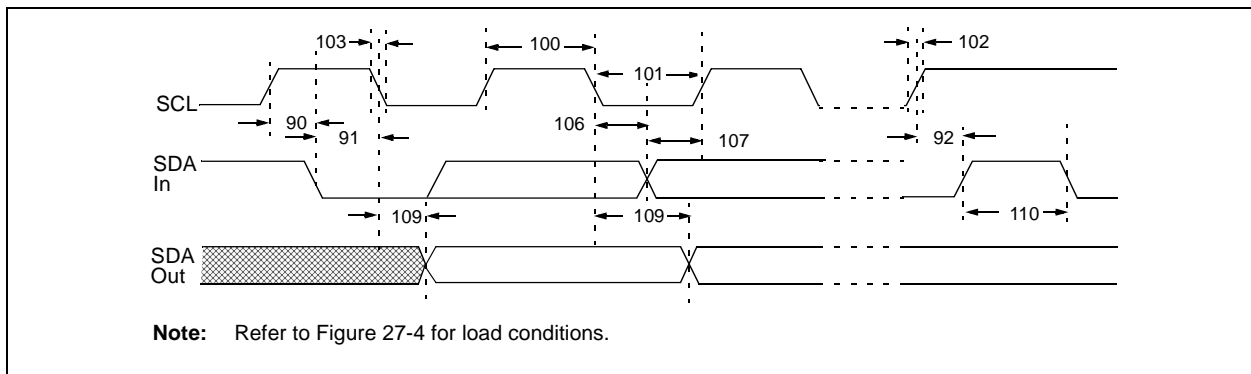 103
100
102
101
SCL
90
91
106
107
92
SDA
In
109
109
110
SDA
Out
Note: Refer to Figure 27-4 for load conditions.